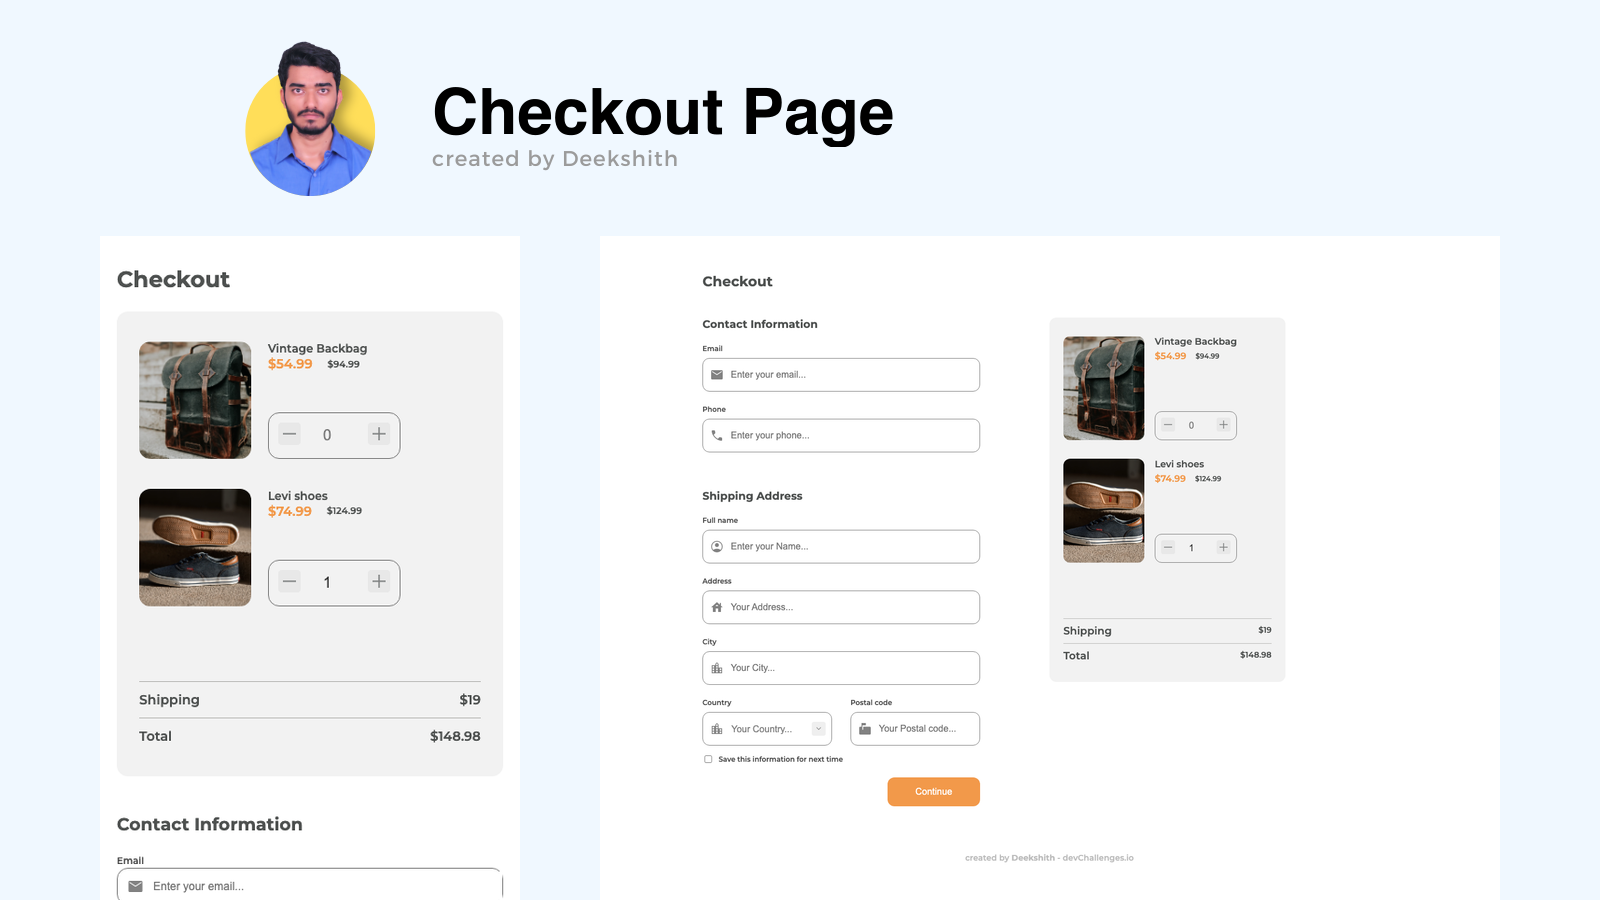 Checkout Page
created by Deekshith
Checkout
Vintage Backbag
$54.99 $94.99
0
Levi shoes
$74.99 $124.99
1
Shipping $19
Total $148.98
Contact Information
Email
Enter your email...
Checkout
Contact Information
Email
Enter your email...
Phone
Enter your phone...
Shipping Address
Full name
Enter your Name...
Address
Your Address...
City
Your City...
Country Postal code
Your Country... Your Postal code...
Save this information for next time
Continue
Vintage Backbag
$54.99 $94.99
0
Levi shoes
$74.99 $124.99
1
Shipping $19
Total $148.98
created by Deekshith - devChallenges.io